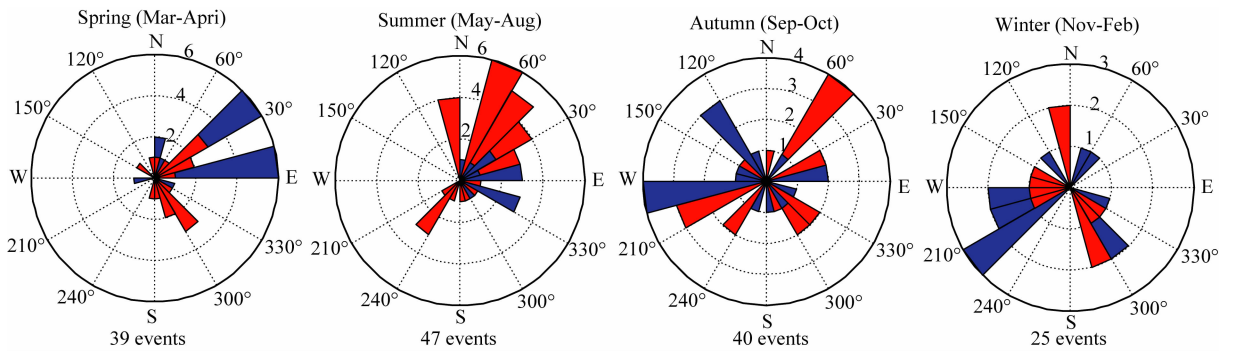 Spring (Mar-Apri)
N
6
120°
60°
4
150°
30°
2
W
E
210°
330°
240°
300°
S
39 events
Summer (May-Aug)
N
6
120°
60°
4
150°
30°
2
W
E
210°
330°
240°
300°
S
47 events
Autumn (Sep-Oct)
N
4
120°
60°
3
2
150°
30°
1
W
E
210°
330°
240°
300°
S
40 events
Winter (Nov-Feb)
N
3
120°
60°
2
150°
30°
1
W
E
210°
330°
240°
300°
S
25 events